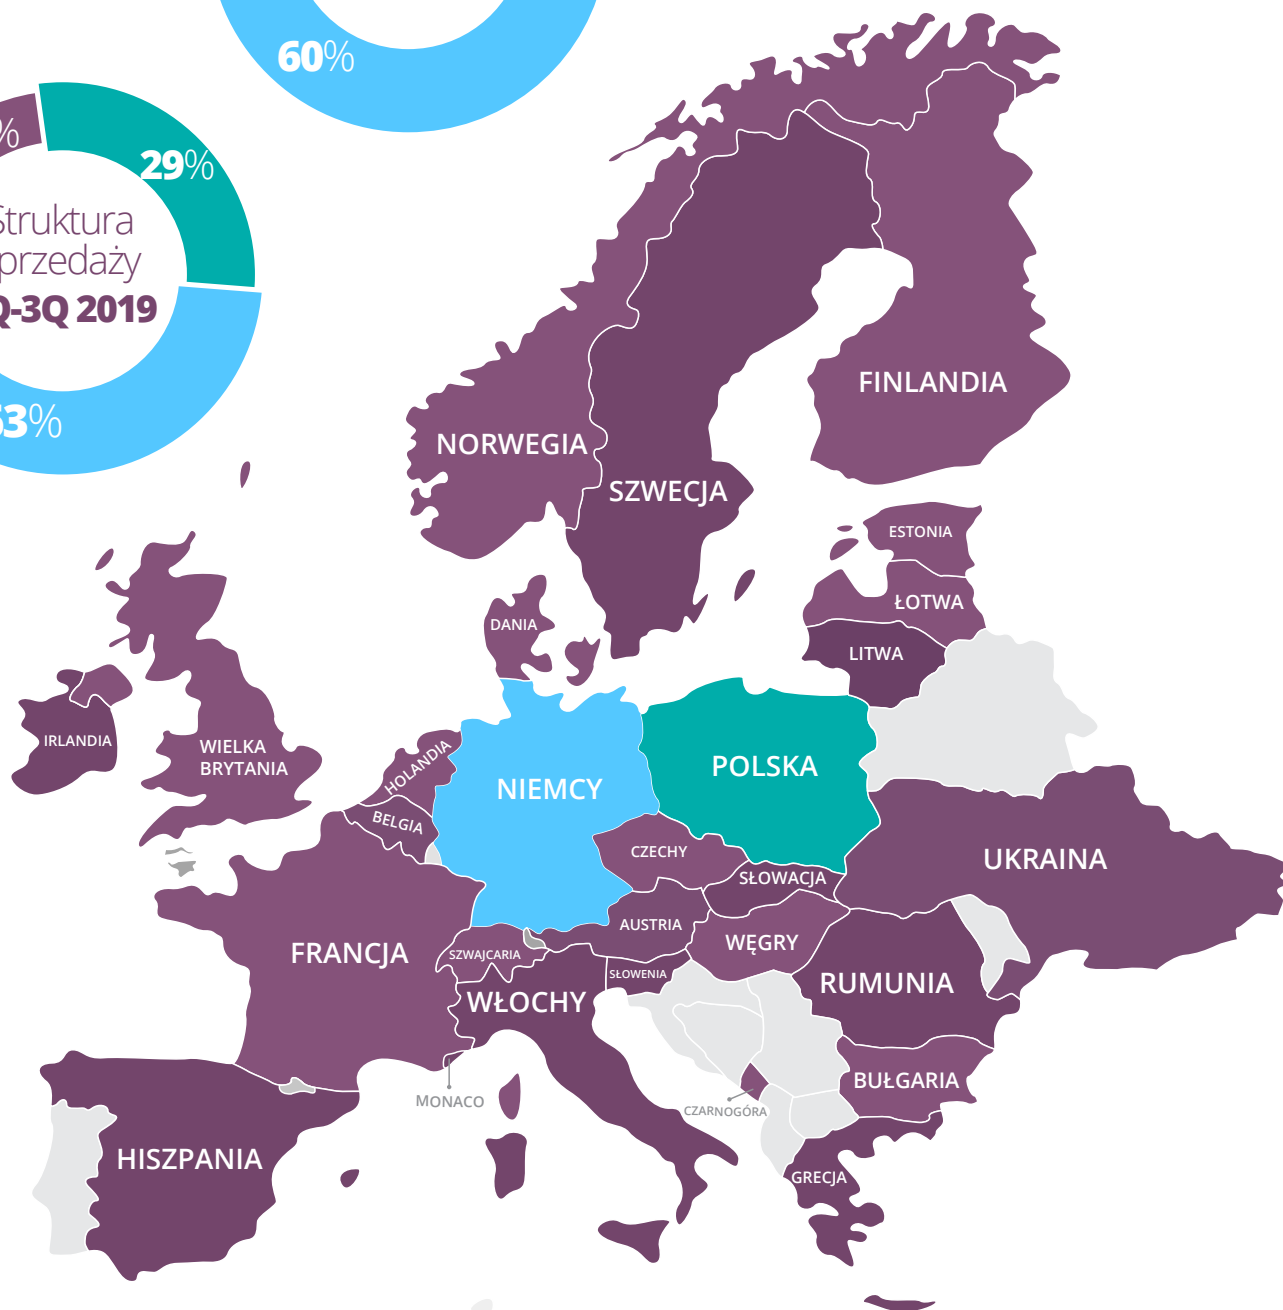 60%
%
29%
Struktura
przedaży
Q-3Q 2019
63%
FINLANDIA
NORWEGIA
SZWECJA
ESTONIA
ŁOTWA
DANIA
LITWA
IRLANDIA
WIELKA
BRYTANIA
HOLANDIA
NIEMCY
POLSKA
BELGIA
CZECHY
UKRAINA
SŁOWACJA
AUSTRIA
WĘGRY
FRANCJA
SZWAJCARIA
SŁOWENIA
RUMUNIA
WŁOCHY
BUŁGARIA
MONACO
CZARNOGÓRA
HISZPANIA
GRECJA